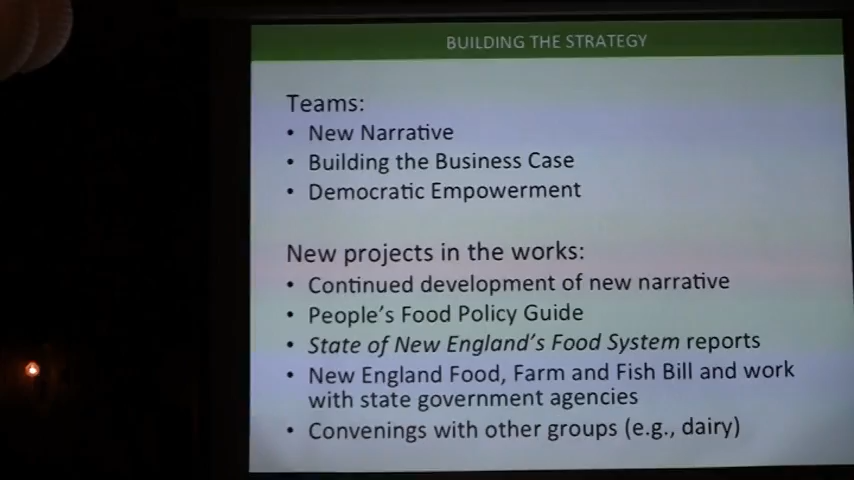 BUILDING THE STRATEGY
Teams:
• New Narrative
• Building the Business Case
• Democratic Empowerment
New projects in the works:
• Continued development of new narrative
• People's Food Policy Guide
• State of New England's Food System reports
• New England Food, Farm and Fish Bill and work
with state government agencies
• Convenings with other groups (e.g., dairy)